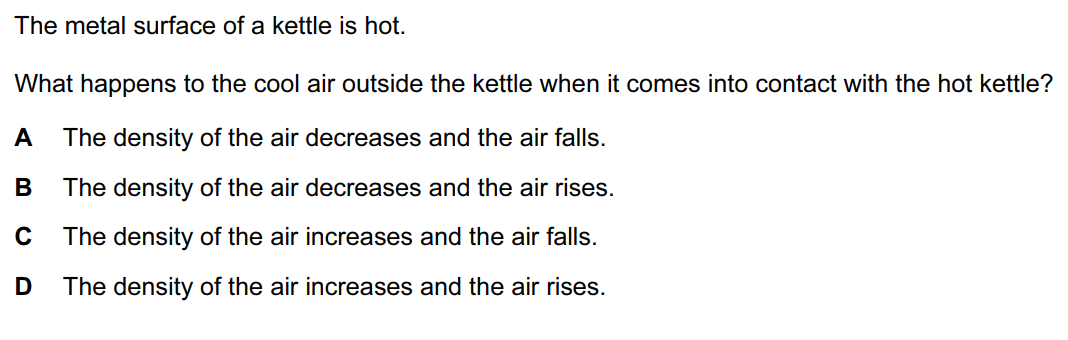 The metal surface of a kettle is hot.
What happens to the cool air outside the kettle when it comes into contact with the hot kettle?
A The density of the air decreases and the air falls.
B The density of the air decreases and the air rises.
C The density of the air increases and the air falls.
D The density of the air increases and the air rises.